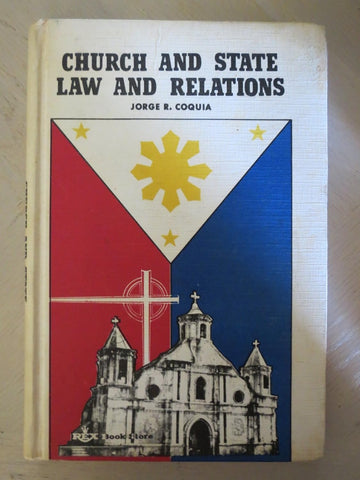 CHURCH AND STATE
LAW AND RELATIONS
JORGE R. COQUIA
REX Book Store